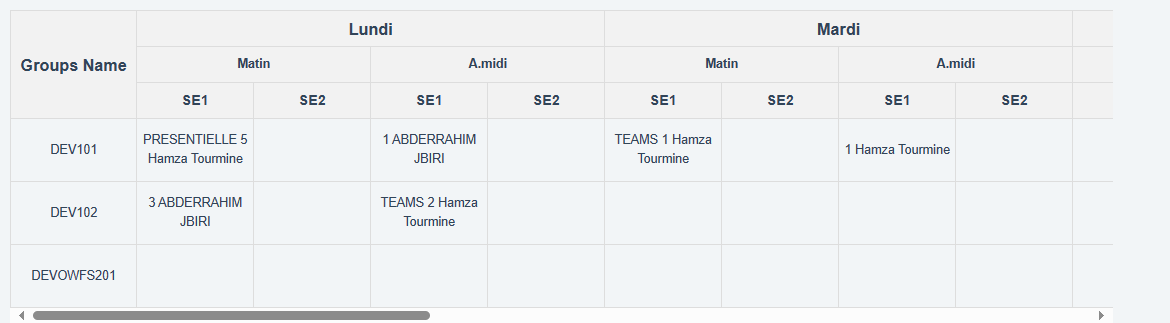 Groups Name
Lundi
Mardi
Matin
A.midi
Matin
A.midi
SE1
SE2
SE1
SE2
SE1
SE2
SE1
SE2
DEV101
PRESENTIELLE 5
Hamza Tourmine
1 ABDERRAHIM
JBIRI
TEAMS 1 Hamza
Tourmine
1 Hamza Tourmine
DEV102
3 ABDERRAHIM
JBIRI
TEAMS 2 Hamza
Tourmine
DEVOWFS201